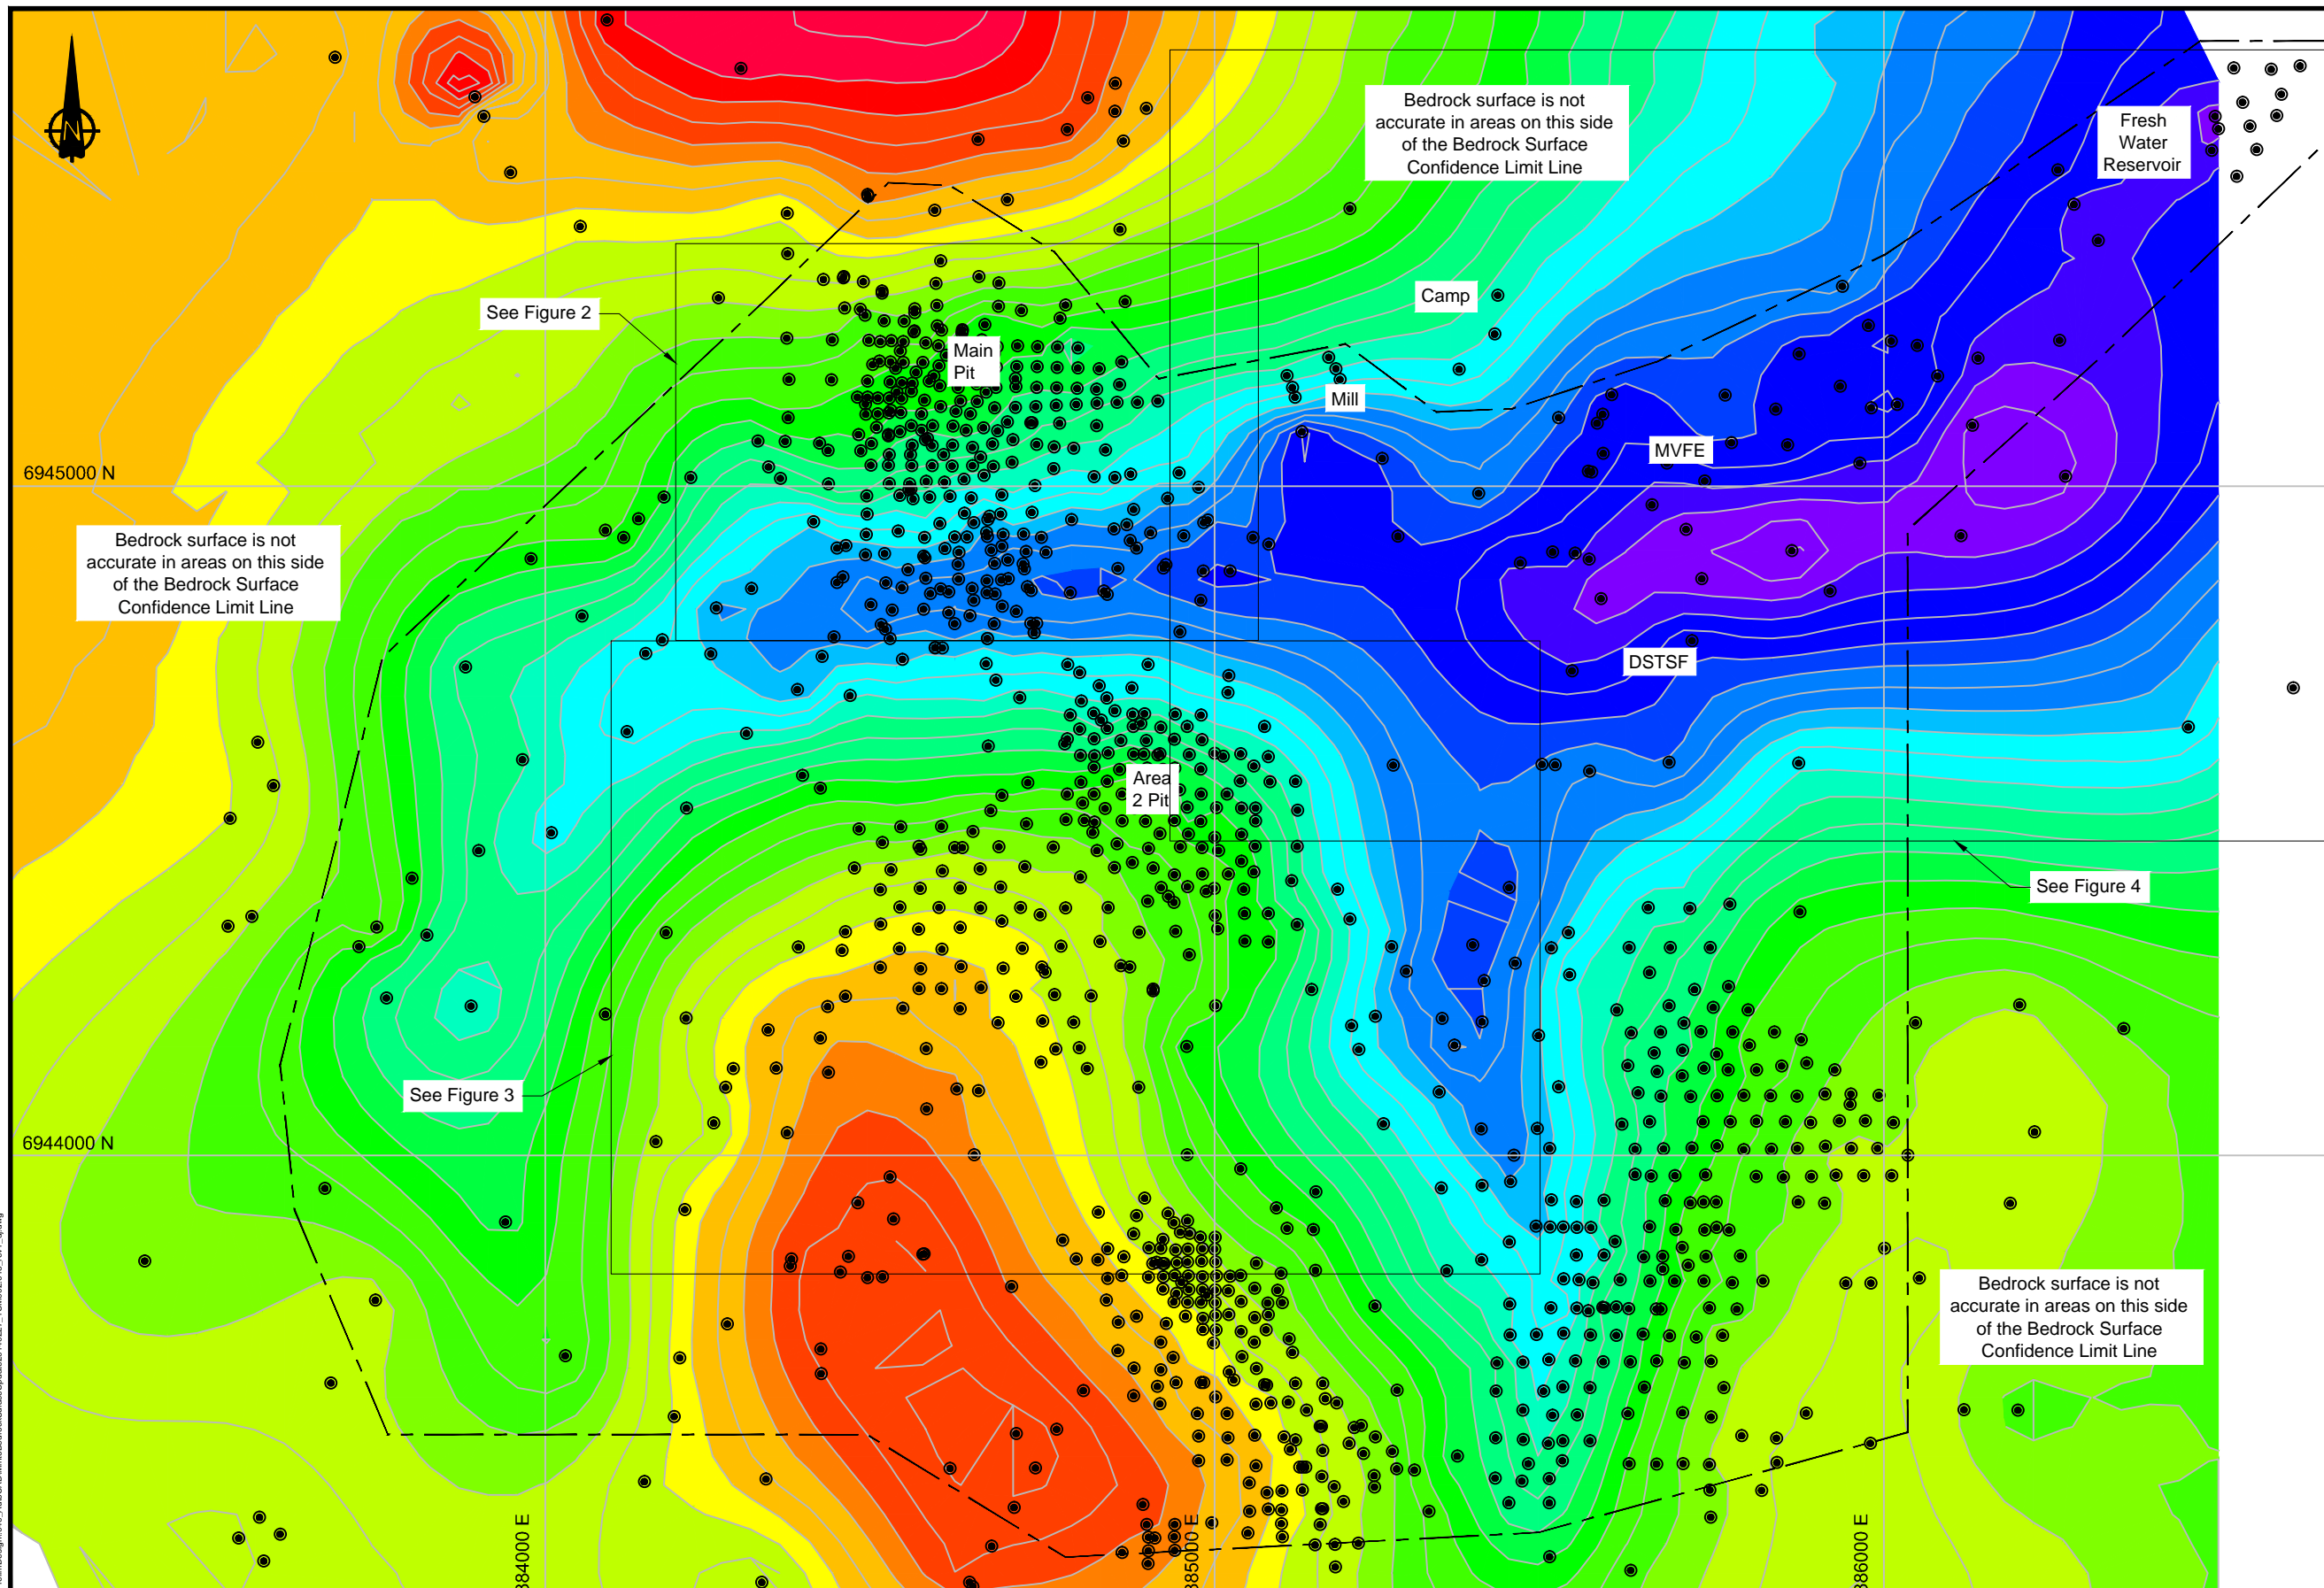 N
Bedrock surface is not
accurate in areas on this side
of the Bedrock Surface
Confidence Limit Line
Fresh
Water
Reservoir
See Figure 2
Camp
Main
Pit
Mill
MVFE
6945000 N
Bedrock surface is not
accurate in areas on this side
of the Bedrock Surface
Confidence Limit Line
DSTSF
Area
2 Pit
See Figure 4
See Figure 3
6944000 N
Bedrock surface is not
accurate in areas on this side
of the Bedrock Surface
Confidence Limit Line
384000 E
385000 E
386000 E